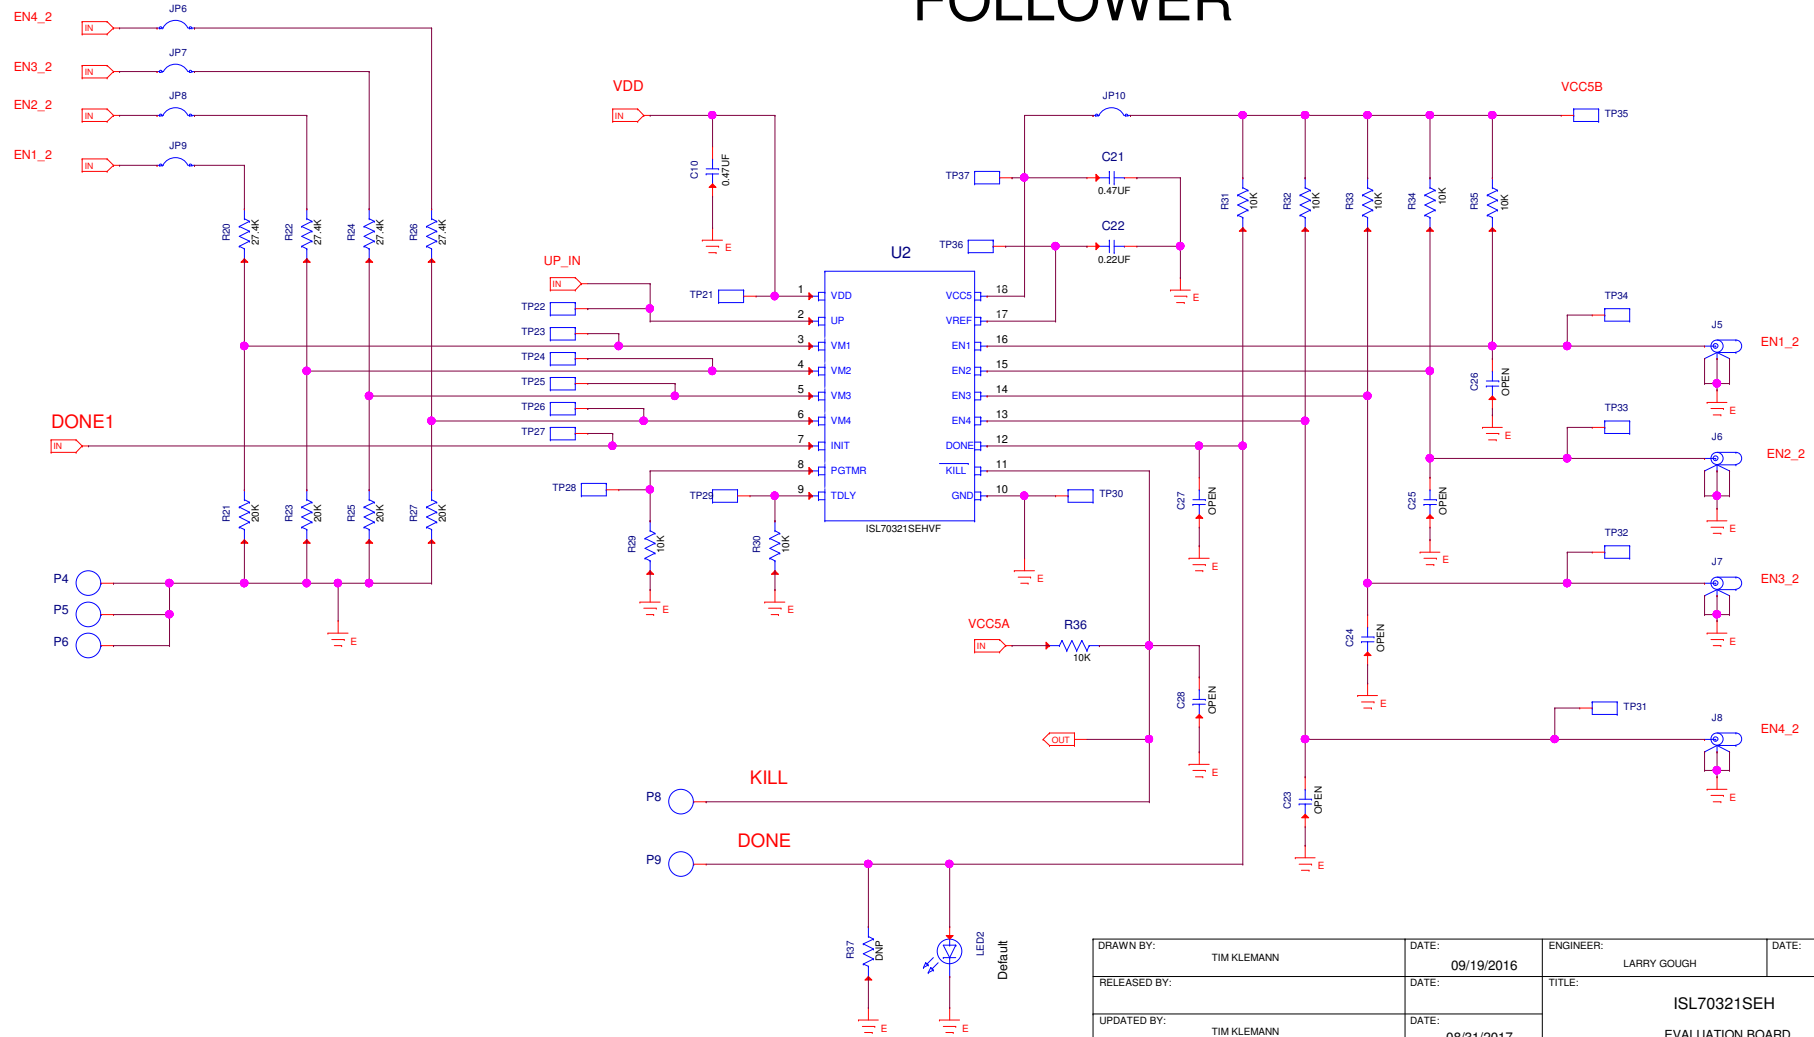 FOLLOWER
EN4_2
IN
JP6
EN3_2
IN
JP7
EN2_2
IN
JP8
EN1_2
IN
JP9
VDD
IN
C10
0.47UF
JP10
VCC5B
TP35
TP37
C21
0.47UF
TP36
C22
0.22UF
E
E
R20
27.4K
R22
27.4K
R24
27.4K
R26
27.4K
R31
10K
R32
10K
R33
10K
R34
10K
R35
10K
UP_IN
IN
TP21
TP22
TP23
TP24
TP25
TP26
TP27
TP28
TP29
U2
1 VDD
2 UP
3 VM1
4 VM2
5 VM3
6 VM4
7 INIT
8 PGTMR
9 TDLY
VCC5 18
VREF 17
EN1 16
EN2 15
EN3 14
EN4 13
DONE 12
KILL 11
GND 10
ISL70321SEHVF
TP30
E
DONE1
IN
R21
20K
R23
20K
R25
20K
R27
20K
R29
10K
E
R30
10K
E
P4
P5
P6
E
TP34
J5
EN1_2
E
C26
OPEN
E
TP33
J6
EN2_2
E
C25
OPEN
E
C27
OPEN
E
TP32
J7
EN3_2
E
C24
OPEN
E
VCC5A
IN
R36
10K
C28
OPEN
E
OUT
TP31
J8
EN4_2
E
C23
OPEN
E
KILL
P8
DONE
P9
R37
DNP
E
LED2
Default
E
DRAWN BY:
TIM KLEMANN
DATE:
09/19/2016
ENGINEER:
LARRY GOUGH
DATE:
RELEASED BY:
DATE:
TITLE:
ISL70321SEH
UPDATED BY:
TIM KLEMANN
DATE:
08/31/2017
EVALUATION BOARD